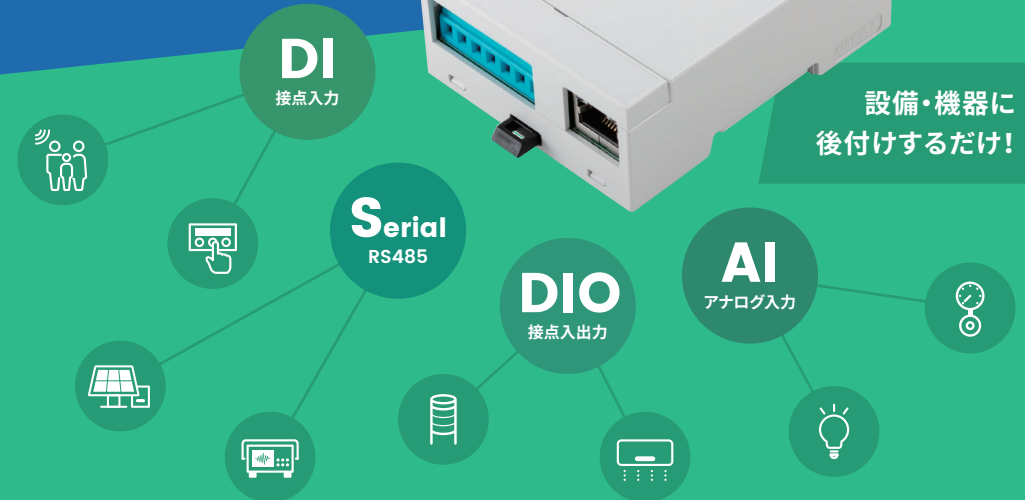 DI
接点入力
設備・機器に
後付けするだけ!
Serial
RS485
DIO
接点入出力
AI
アナログ入力